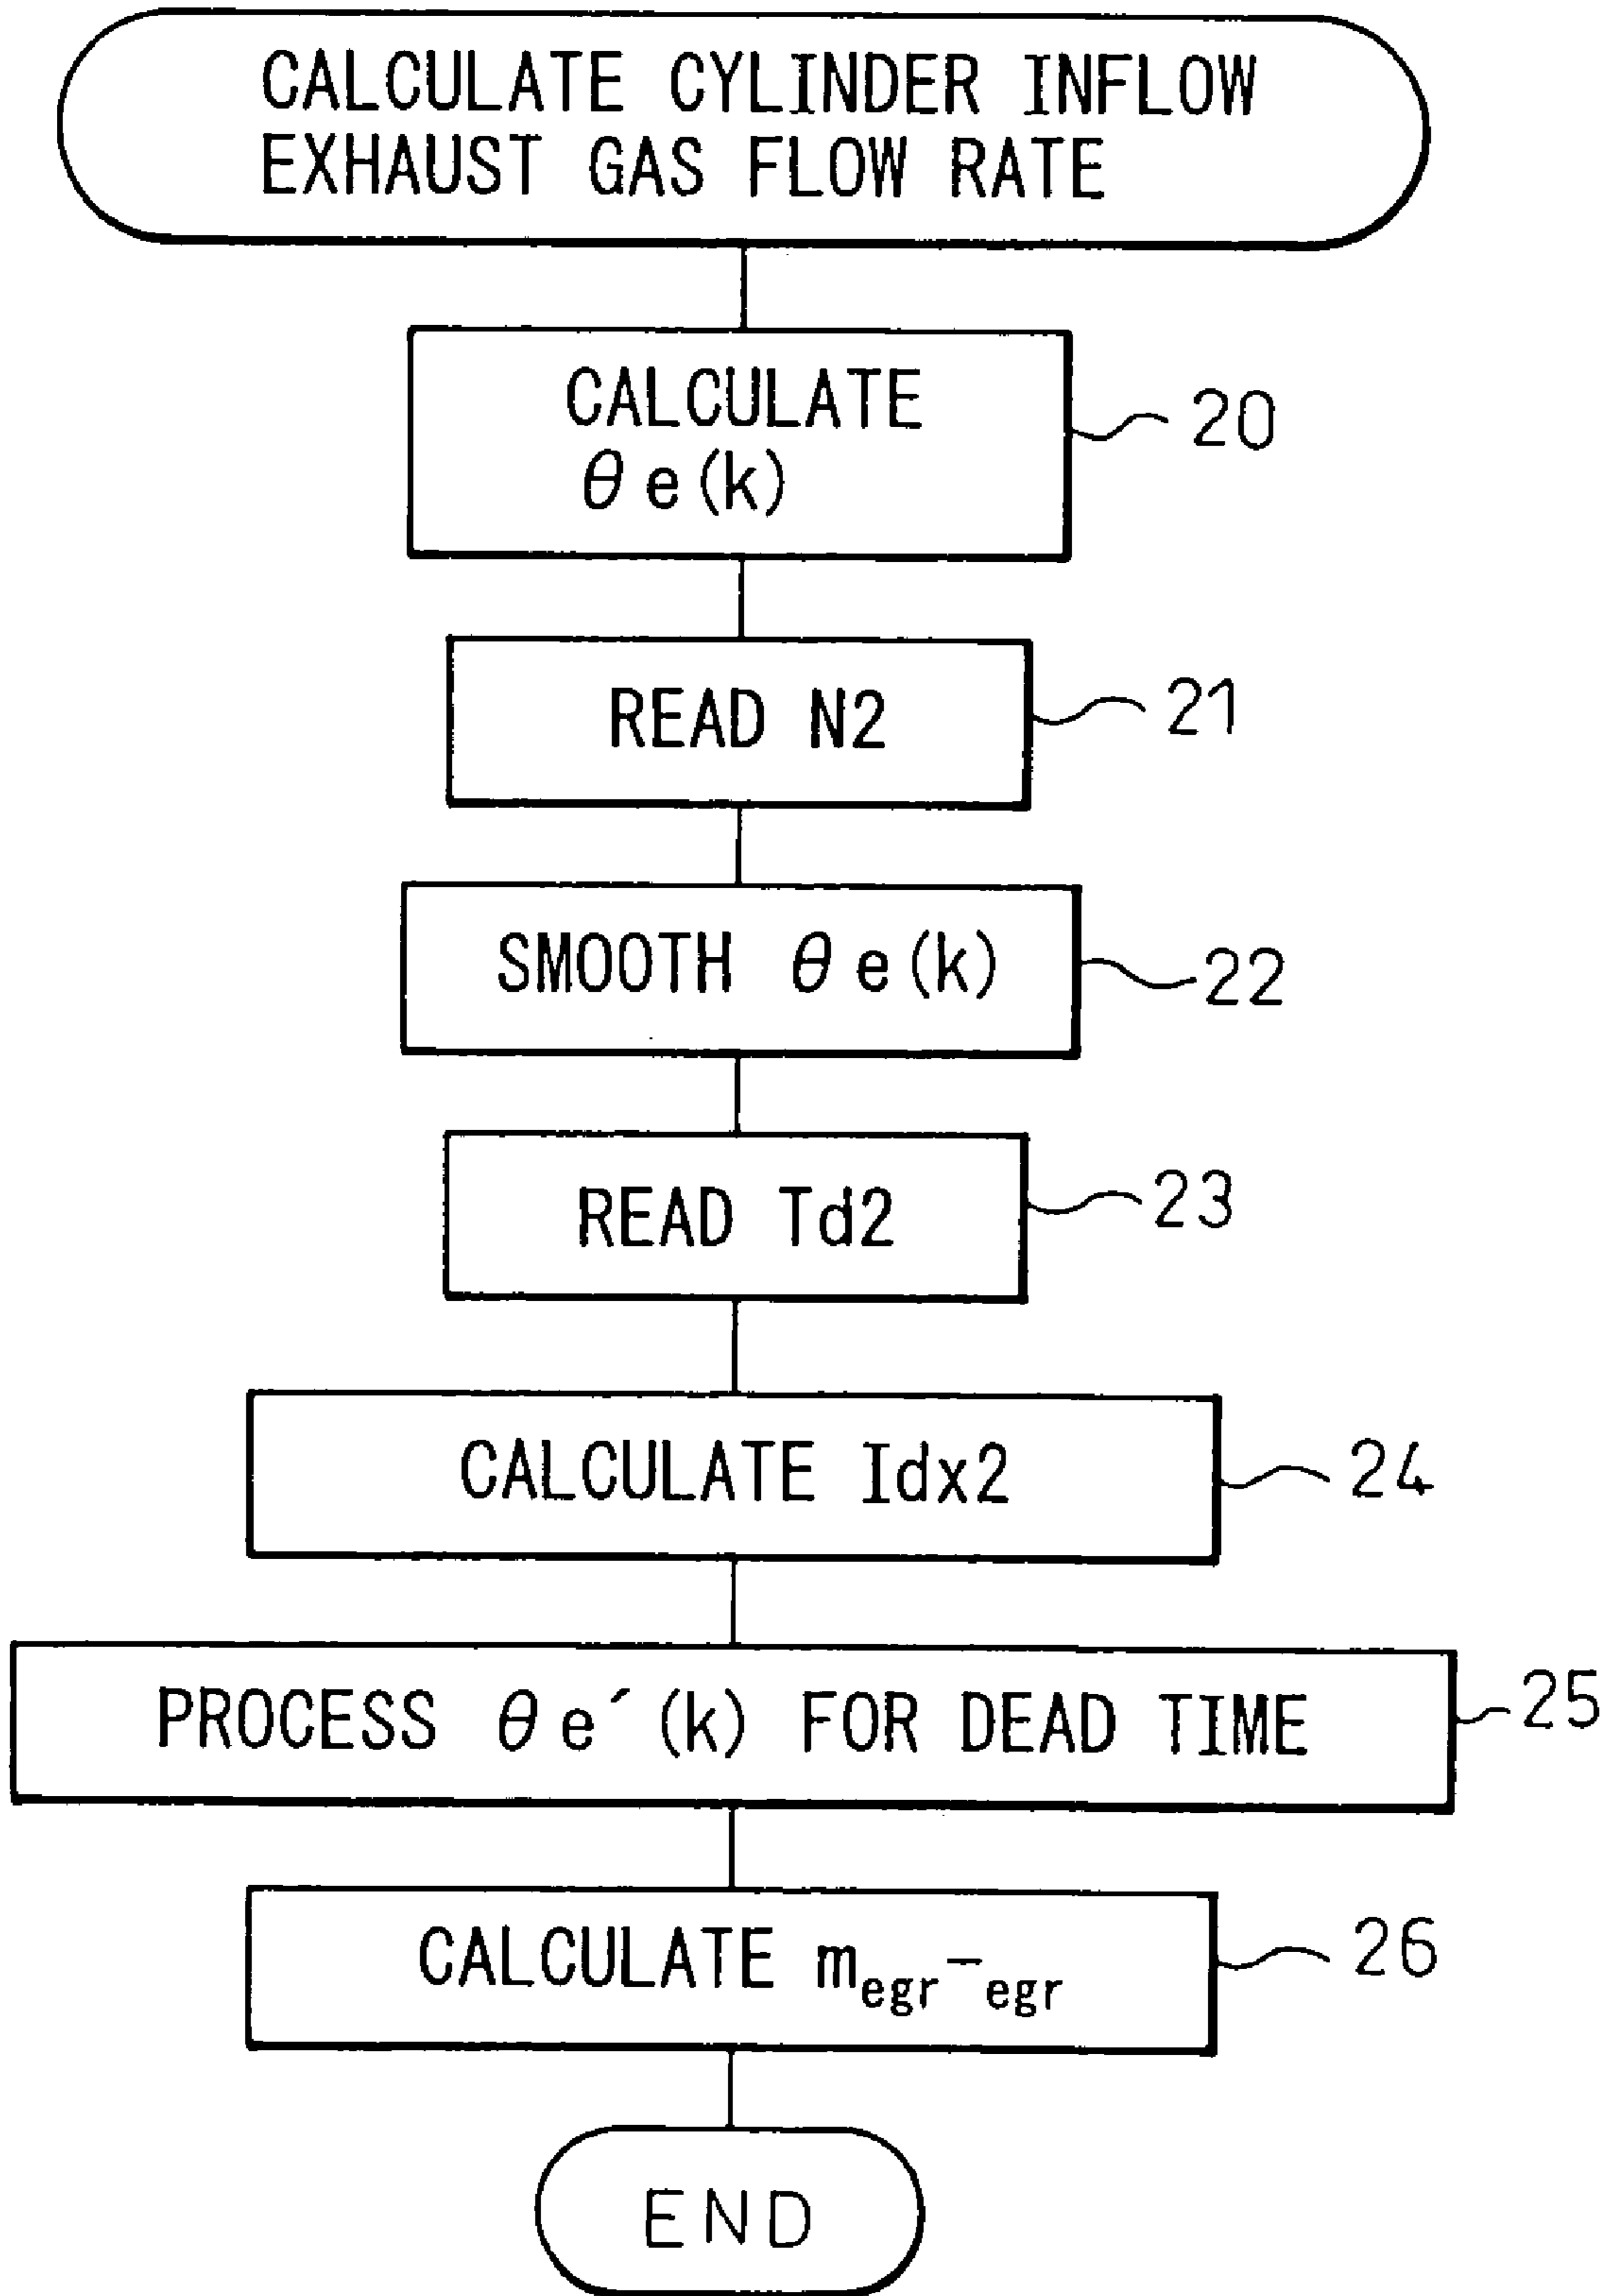 CALCULATE CYLINDER INFLOW
EXHAUST GAS FLOW RATE
CALCULATE
θe(k)
20
READ N2
21
SMOOTH θe(k)
22
READ Td2
23
CALCULATE Idx2
24
PROCESS θe´(k) FOR DEAD TIME
25
CALCULATE megr-egr
26
END